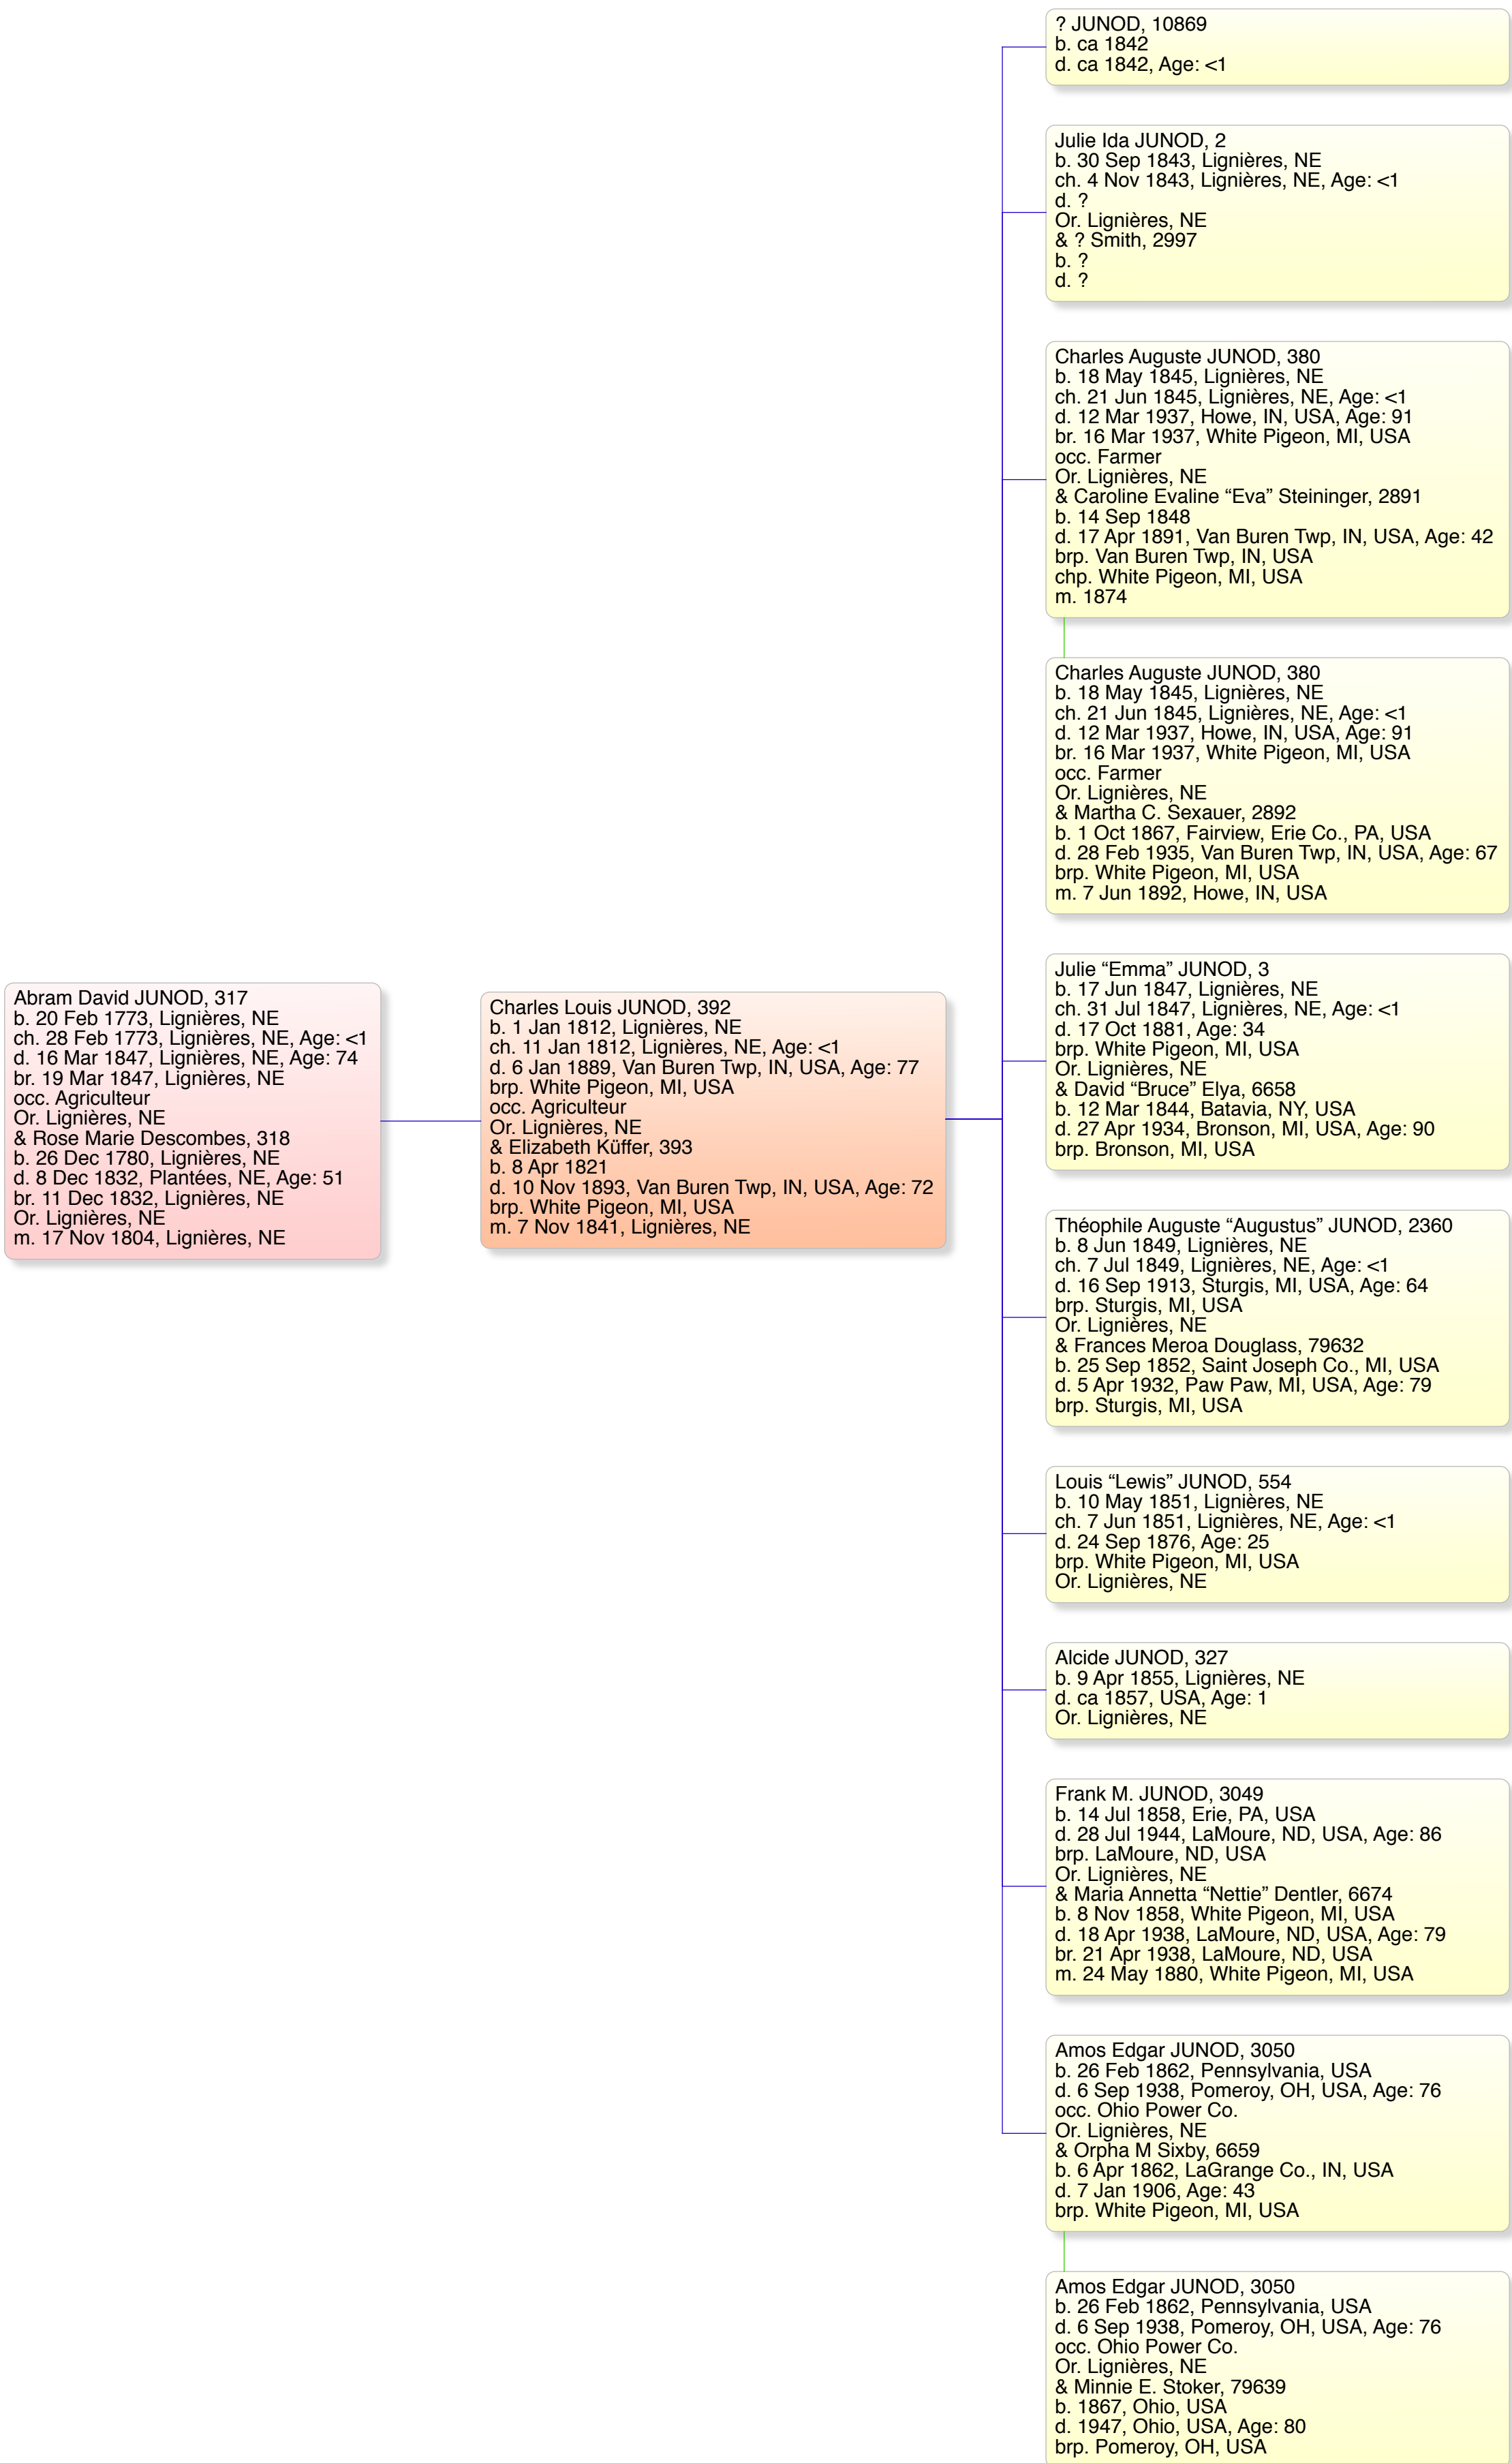 Abram David JUNOD, 317
b. 20 Feb 1773, Lignières, NE
ch. 28 Feb 1773, Lignières, NE, Age: <1
d. 16 Mar 1847, Lignières, NE, Age: 74
br. 19 Mar 1847, Lignières, NE
occ. Agriculteur
Or. Lignières, NE
& Rose Marie Descombes, 318
b. 26 Dec 1780, Lignières, NE
d. 8 Dec 1832, Plantées, NE, Age: 51
br. 11 Dec 1832, Lignières, NE
Or. Lignières, NE
m. 17 Nov 1804, Lignières, NE
Charles Louis JUNOD, 392
b. 1 Jan 1812, Lignières, NE
ch. 11 Jan 1812, Lignières, NE, Age: <1
d. 6 Jan 1889, Van Buren Twp, IN, USA, Age: 77
brp. White Pigeon, MI, USA
occ. Agriculteur
Or. Lignières, NE
& Elizabeth Küffer, 393
b. 8 Apr 1821
d. 10 Nov 1893, Van Buren Twp, IN, USA, Age: 72
brp. White Pigeon, MI, USA
m. 7 Nov 1841, Lignières, NE
? JUNOD, 10869
b. ca 1842
d. ca 1842, Age: <1
Julie Ida JUNOD, 2
b. 30 Sep 1843, Lignières, NE
ch. 4 Nov 1843, Lignières, NE, Age: <1
d. ?
Or. Lignières, NE
& ? Smith, 2997
b. ?
d. ?
Charles Auguste JUNOD, 380
b. 18 May 1845, Lignières, NE
ch. 21 Jun 1845, Lignières, NE, Age: <1
d. 12 Mar 1937, Howe, IN, USA, Age: 91
br. 16 Mar 1937, White Pigeon, MI, USA
occ. Farmer
Or. Lignières, NE
& Caroline Evaline “Eva” Steininger, 2891
b. 14 Sep 1848
d. 17 Apr 1891, Van Buren Twp, IN, USA, Age: 42
brp. Van Buren Twp, IN, USA
chp. White Pigeon, MI, USA
m. 1874
Charles Auguste JUNOD, 380
b. 18 May 1845, Lignières, NE
ch. 21 Jun 1845, Lignières, NE, Age: <1
d. 12 Mar 1937, Howe, IN, USA, Age: 91
br. 16 Mar 1937, White Pigeon, MI, USA
occ. Farmer
Or. Lignières, NE
& Martha C. Sexauer, 2892
b. 1 Oct 1867, Fairview, Erie Co., PA, USA
d. 28 Feb 1935, Van Buren Twp, IN, USA, Age: 67
brp. White Pigeon, MI, USA
m. 7 Jun 1892, Howe, IN, USA
Julie “Emma” JUNOD, 3
b. 17 Jun 1847, Lignières, NE
ch. 31 Jul 1847, Lignières, NE, Age: <1
d. 17 Oct 1881, Age: 34
brp. White Pigeon, MI, USA
Or. Lignières, NE
& David “Bruce” Elya, 6658
b. 12 Mar 1844, Batavia, NY, USA
d. 27 Apr 1934, Bronson, MI, USA, Age: 90
brp. Bronson, MI, USA
Théophile Auguste “Augustus” JUNOD, 2360
b. 8 Jun 1849, Lignières, NE
ch. 7 Jul 1849, Lignières, NE, Age: <1
d. 16 Sep 1913, Sturgis, MI, USA, Age: 64
brp. Sturgis, MI, USA
Or. Lignières, NE
& Frances Meroa Douglass, 79632
b. 25 Sep 1852, Saint Joseph Co., MI, USA
d. 5 Apr 1932, Paw Paw, MI, USA, Age: 79
brp. Sturgis, MI, USA
Louis “Lewis” JUNOD, 554
b. 10 May 1851, Lignières, NE
ch. 7 Jun 1851, Lignières, NE, Age: <1
d. 24 Sep 1876, Age: 25
brp. White Pigeon, MI, USA
Or. Lignières, NE
Alcide JUNOD, 327
b. 9 Apr 1855, Lignières, NE
d. ca 1857, USA, Age: 1
Or. Lignières, NE
Frank M. JUNOD, 3049
b. 14 Jul 1858, Erie, PA, USA
d. 28 Jul 1944, LaMoure, ND, USA, Age: 86
brp. LaMoure, ND, USA
Or. Lignières, NE
& Maria Annetta “Nettie” Dentler, 6674
b. 8 Nov 1858, White Pigeon, MI, USA
d. 18 Apr 1938, LaMoure, ND, USA, Age: 79
br. 21 Apr 1938, LaMoure, ND, USA
m. 24 May 1880, White Pigeon, MI, USA
Amos Edgar JUNOD, 3050
b. 26 Feb 1862, Pennsylvania, USA
d. 6 Sep 1938, Pomeroy, OH, USA, Age: 76
occ. Ohio Power Co.
Or. Lignières, NE
& Orpha M Sixby, 6659
b. 6 Apr 1862, LaGrange Co., IN, USA
d. 7 Jan 1906, Age: 43
brp. White Pigeon, MI, USA
Amos Edgar JUNOD, 3050
b. 26 Feb 1862, Pennsylvania, USA
d. 6 Sep 1938, Pomeroy, OH, USA, Age: 76
occ. Ohio Power Co.
Or. Lignières, NE
& Minnie E. Stoker, 79639
b. 1867, Ohio, USA
d. 1947, Ohio, USA, Age: 80
brp. Pomeroy, OH, USA